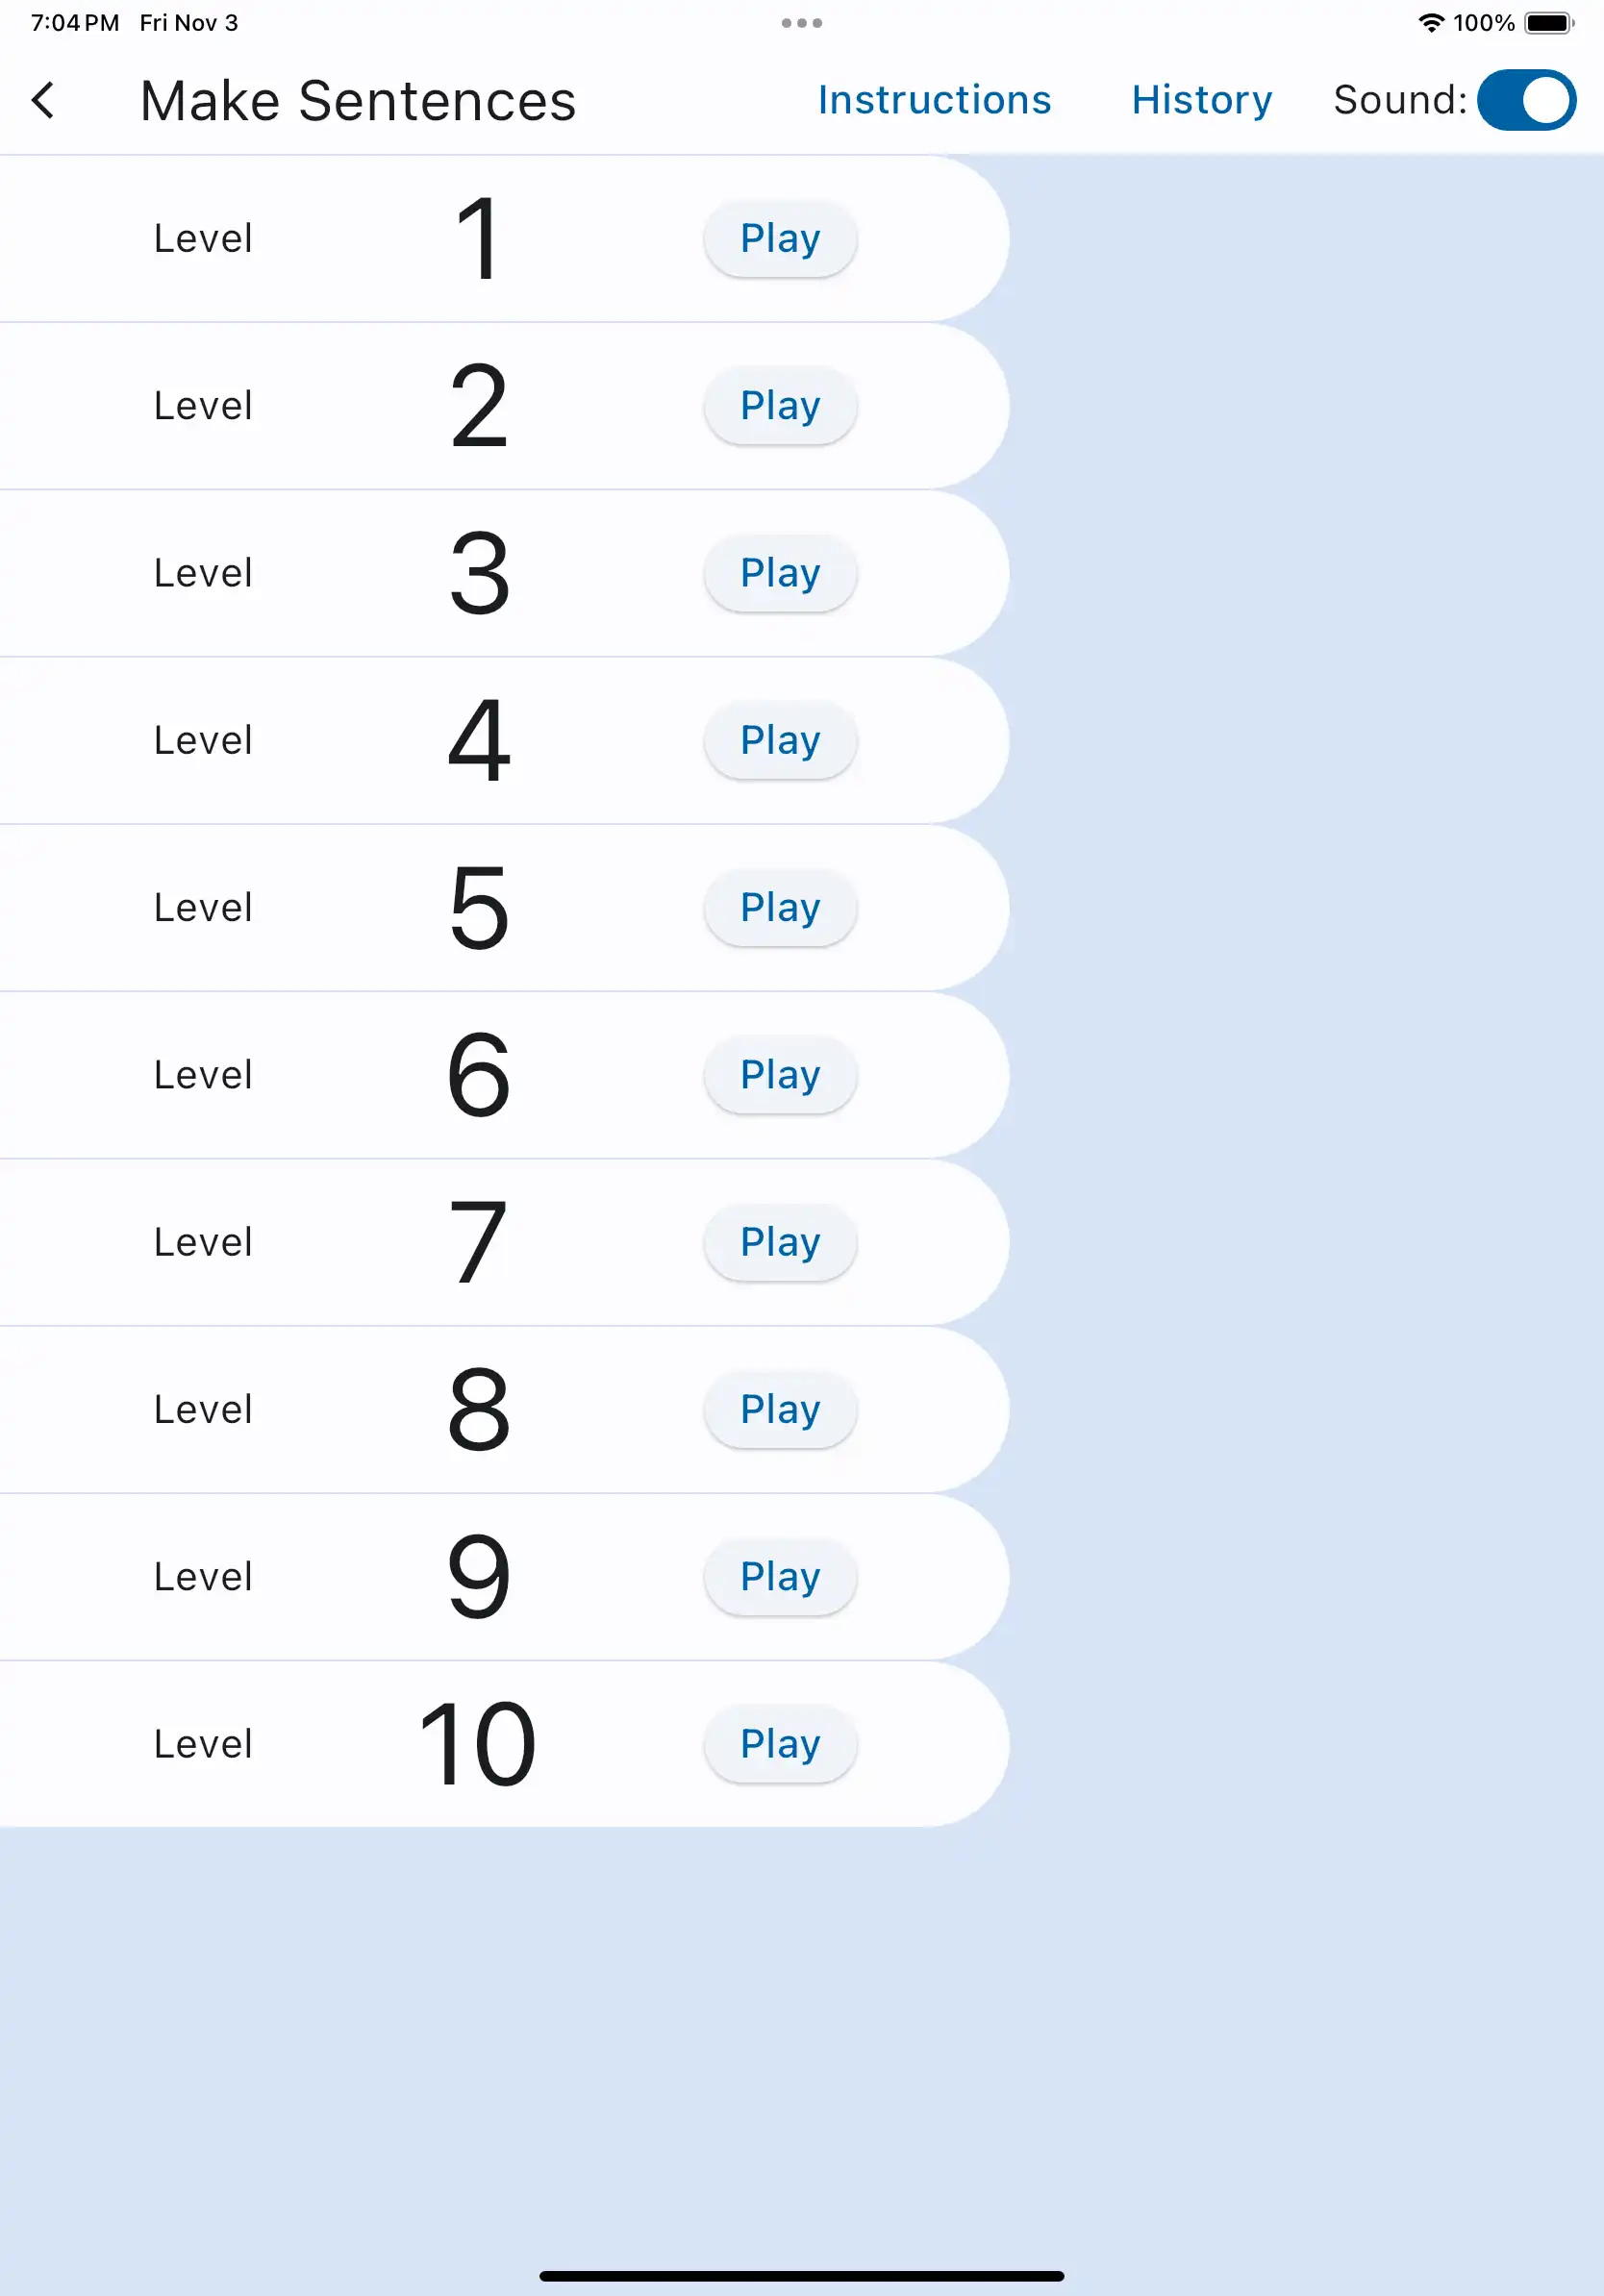 7:04 PM Fri Nov 3 100%
Make Sentences Instructions History Sound:
Level 1 Play
Level 2 Play
Level 3 Play
Level 4 Play
Level 5 Play
Level 6 Play
Level 7 Play
Level 8 Play
Level 9 Play
Level 10 Play